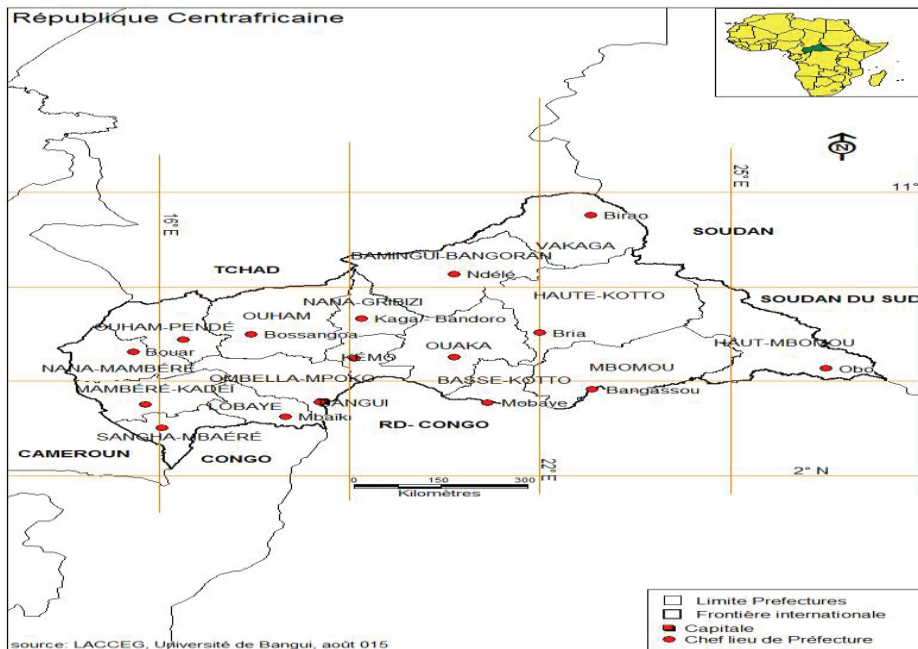 République Centrafricaine
11°
16° E
25° E
Birao
SOUDAN
VAKAGA
BAMINGUI-BANGORAN
TCHAD
Ndélé
HAUTE-KOTTO
SOUDAN DU SUD
NANA-GRIBIZI
OUHAM
Kaga - Bandoro
OUHAM-PENDÉ
Bossangoa
Bria
OUAKA
HAUT-MBOMOU
Bouar
KÉMO
NANA-MAMBÉRÉ
MBOMOU
Obo
OMBELLA-MPOKO
BASSE-KOTTO
MAMBÉRÉ-KADÉÏ
Bangassou
LOBAYE
BANGUI
Mobaye
Mbaïki
RD- CONGO
SANGHA-MBAÉRÉ
CAMEROUN
CONGO
22° E
2° N
0 150 300
Kilomètres
Limite Prefectures
Frontière internationale
Capitale
Chef lieu de Préfecture
source: LACCEG, Université de Bangui, août 015
N